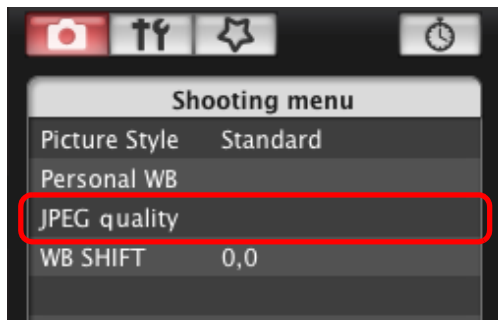 Shooting menu
Picture Style Standard
Personal WB
JPEG quality
WB SHIFT 0,0